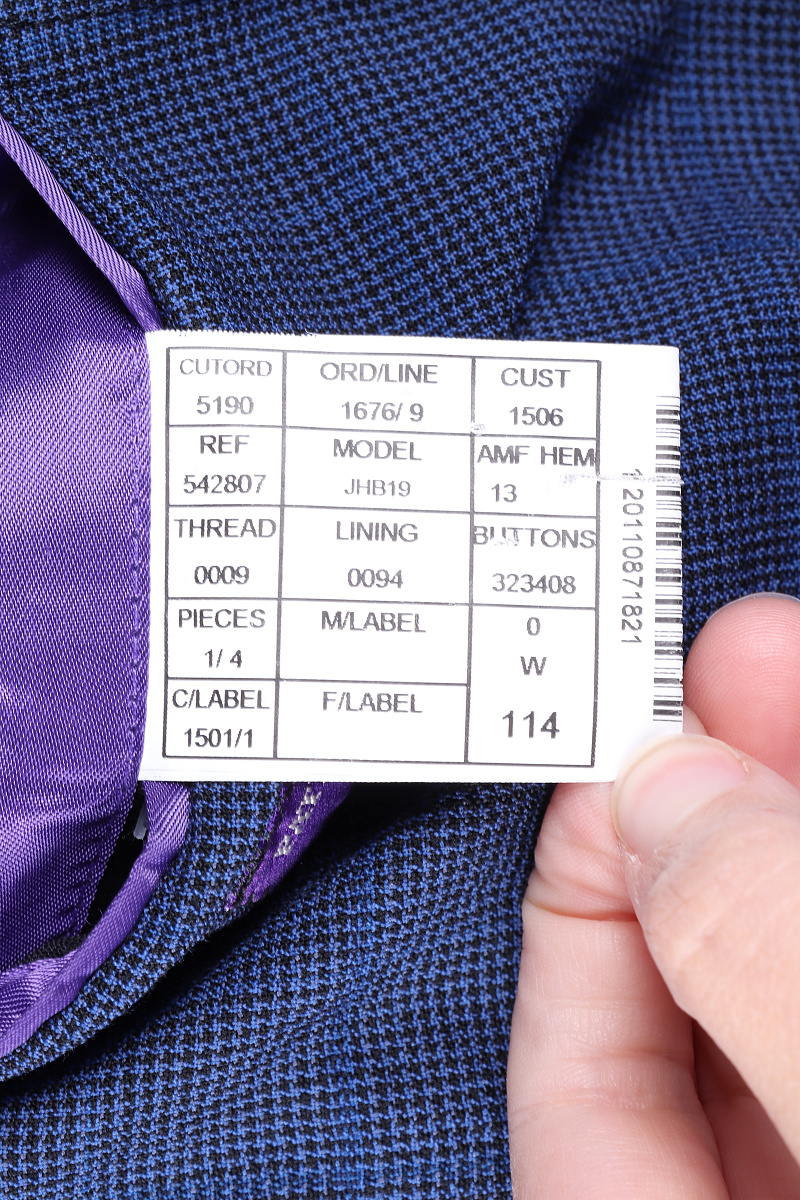 CUTORD
5190
ORD/LINE
1676/ 9
CUST
1506
REF
542807
MODEL
JHB19
AMF HEM
13
THREAD
0009
LINING
0094
BUTTONS
323408
PIECES
1/ 4
M/LABEL
0
W
114
C/LABEL
1501/1
F/LABEL
120110871821